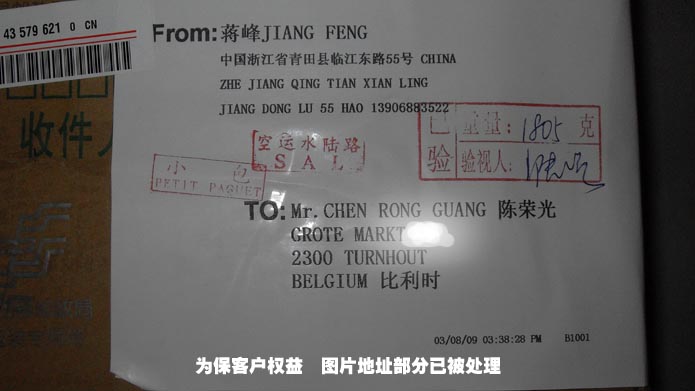 43 579 621 0 CN
From:蒋峰JIANG FENG
中国浙江省青田县临江东路55号 CHINA
ZHE JIANG QING TIAN XIAN LING
JIANG DONG LU 55 HAO 13906883522
收件人
空运水陆路
S A L
小 包
PETIT PAQUET
已验
重量：1805 克
验视人：
TO:Mr.CHEN RONG GUANG 陈荣光
GROTE MARKT
2300 TURNHOUT
BELGIUM 比利时
03/08/09 03:38:28 PM B1001
为保客户权益 图片地址部分已被处理